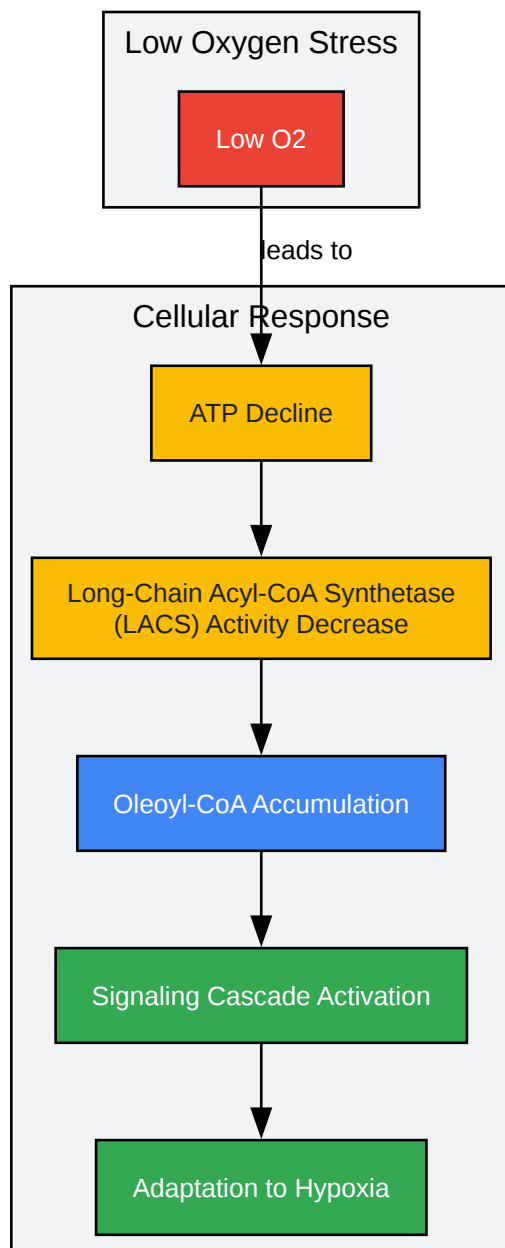 Low Oxygen Stress
Low O2
leads to
Cellular Response
ATP Decline
Long-Chain Acyl-CoA Synthetase
(LACS) Activity Decrease
Oleoyl-CoA Accumulation
Signaling Cascade Activation
Adaptation to Hypoxia